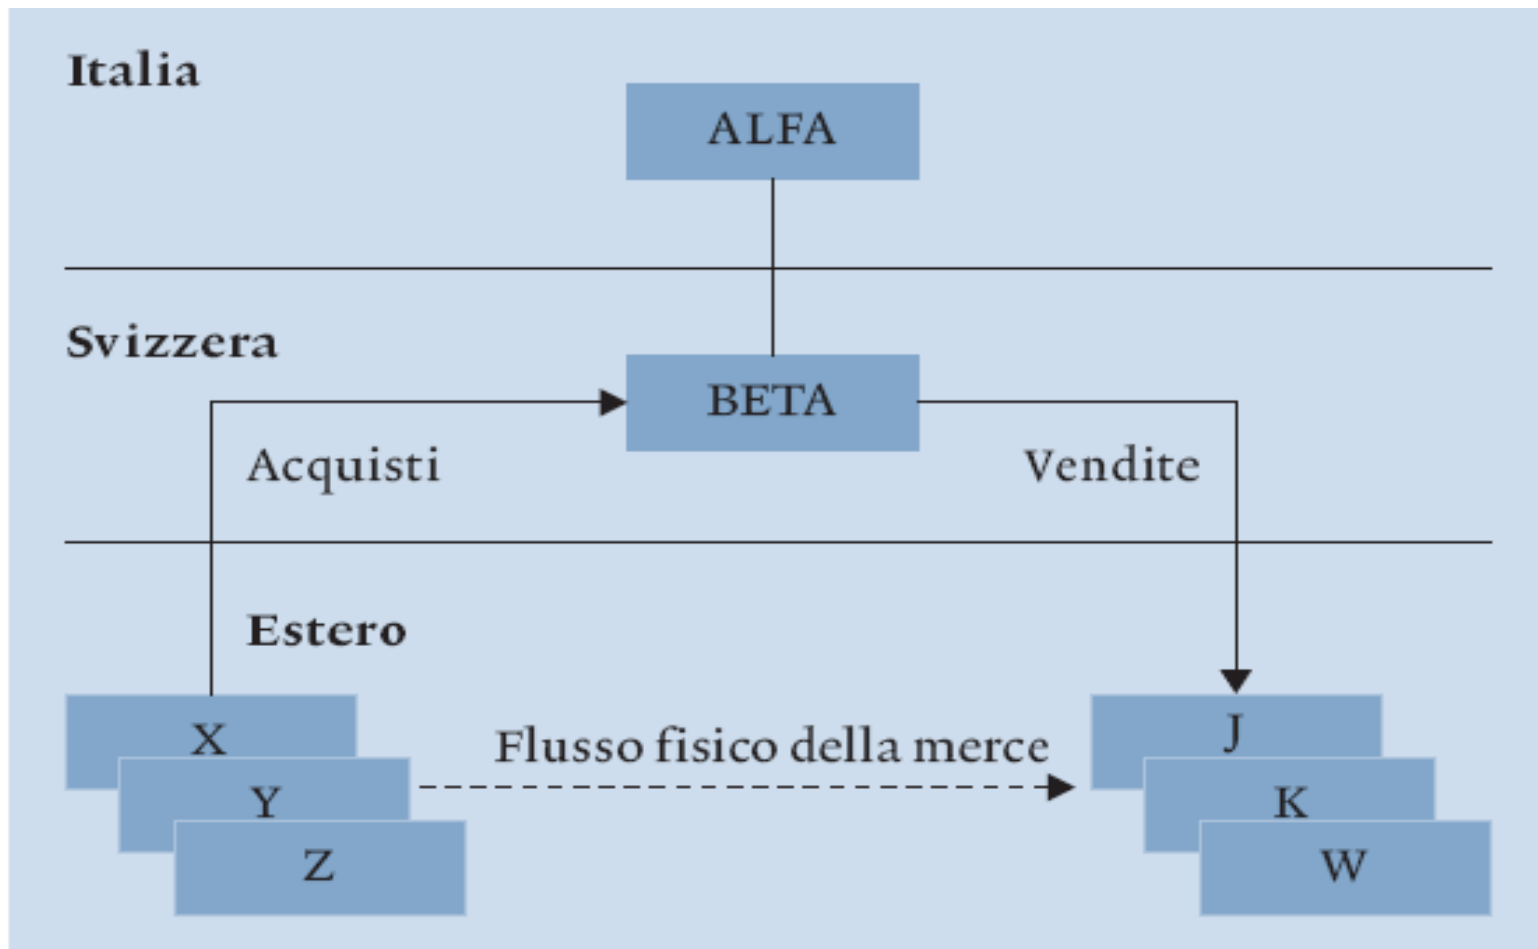 Italia
ALFA
Svizzera
BETA
Acquisti
Vendite
Estero
X
Y
Z
Flusso fisico della merce
J
K
W